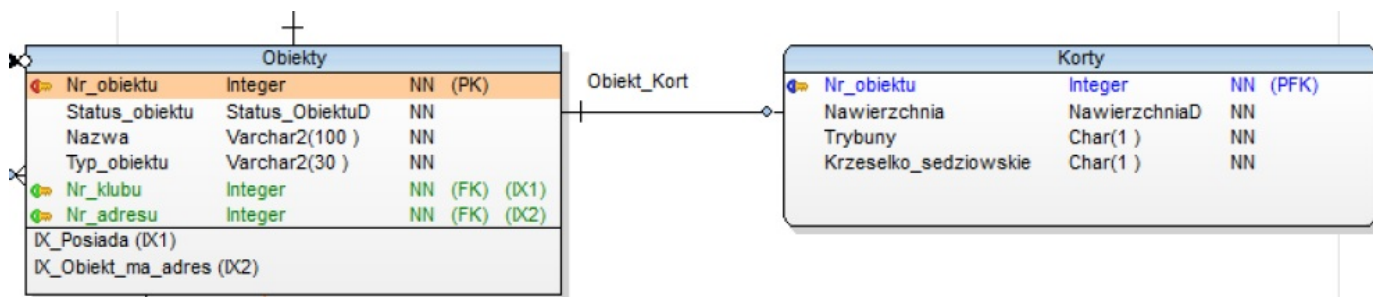 Obiekty
Nr_obiektu Integer NN (PK)
Status_obiektu Status_ObiektuD NN
Nazwa Varchar2(100 ) NN
Typ_obiektu Varchar2(30 ) NN
Nr_klubu Integer NN (FK) (IX1)
Nr_adresu Integer NN (FK) (IX2)
IX_Posiada (IX1)
IX_Obiekt_ma_adres (IX2)
Obiekt_Kort
Korty
Nr_obiektu Integer NN (PFK)
Nawierzchnia NawierzchniaD NN
Trybuny Char(1 ) NN
Krzeselko_sedziowskie Char(1 ) NN